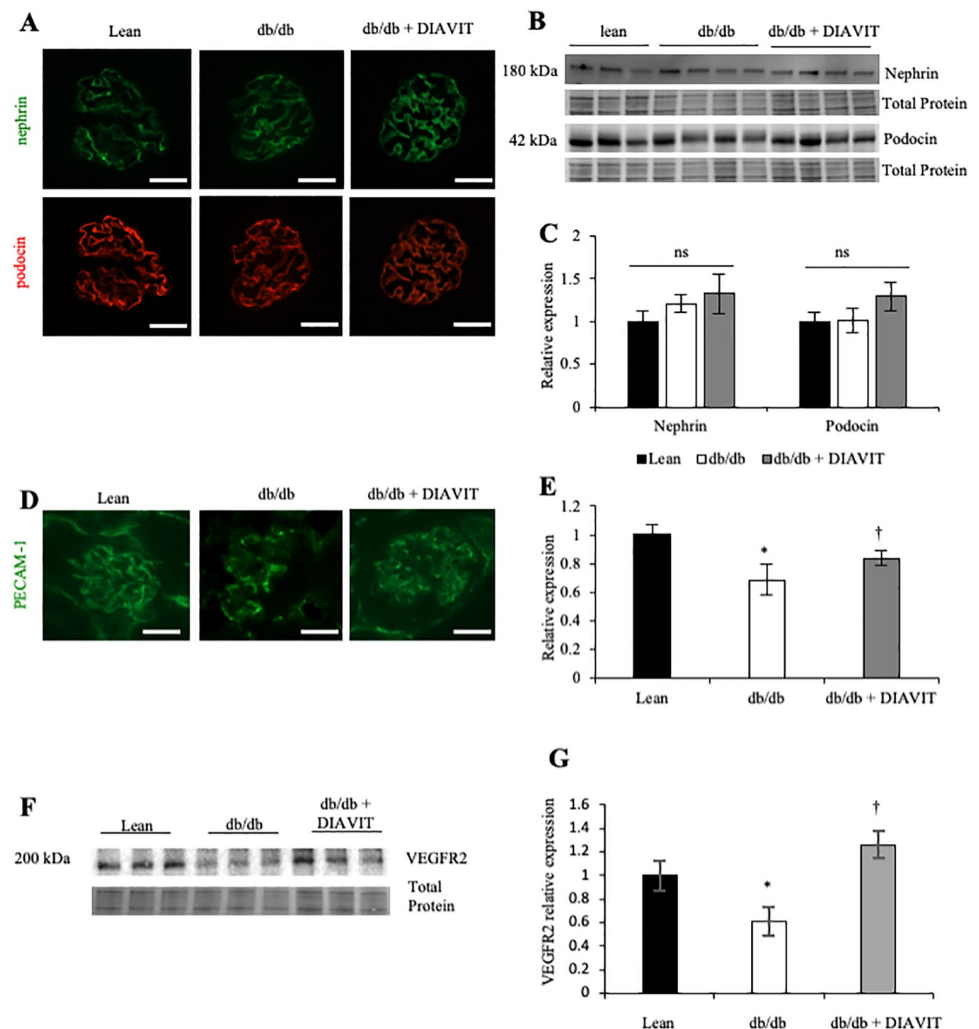 A
Lean db/db db/db + DIAVIT
nephrin
podocin
B
lean db/db db/db + DIAVIT
180 kDa Nephrin
Total Protein
42 kDa Podocin
Total Protein
C
Relative expression
2
1.5
1
0.5
0
ns ns
Nephrin Podocin
Lean db/db db/db + DIAVIT
D
Lean db/db db/db + DIAVIT
PECAM-1
E
Relative expression
1.2
1
0.8
0.6
0.4
0.2
0
* †
Lean db/db db/db + DIAVIT
F
Lean db/db db/db +
DIAVIT
200 kDa VEGFR2
Total
Protein
G
VEGFR2 relative expression
1.6
1.4
1.2
1
0.8
0.6
0.4
0.2
0
* †
Lean db/db db/db + DIAVIT